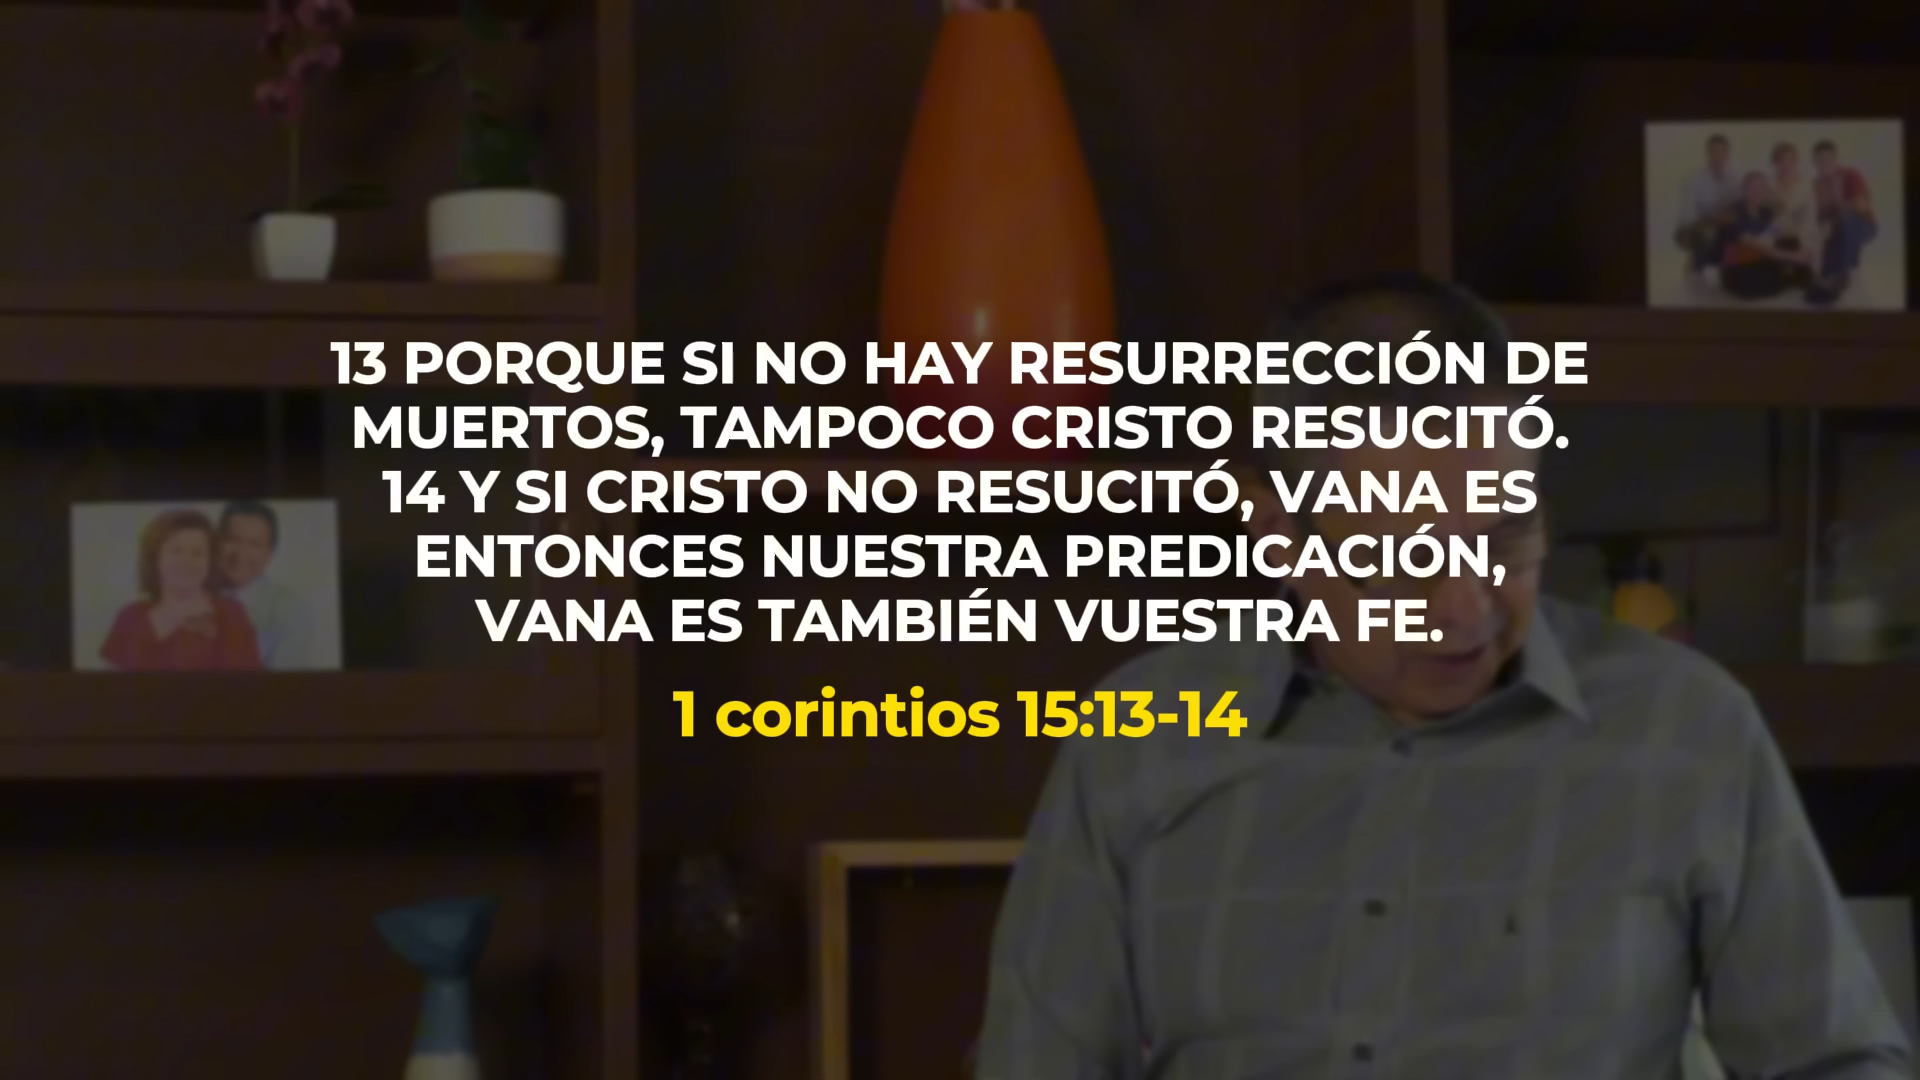 13 PORQUE SI NO HAY RESURRECCIÓN DE
MUERTOS, TAMPOCO CRISTO RESUCITÓ.
14 Y SI CRISTO NO RESUCITÓ, VANA ES
ENTONCES NUESTRA PREDICACIÓN,
VANA ES TAMBIÉN VUESTRA FE.
1 corintios 15:13-14